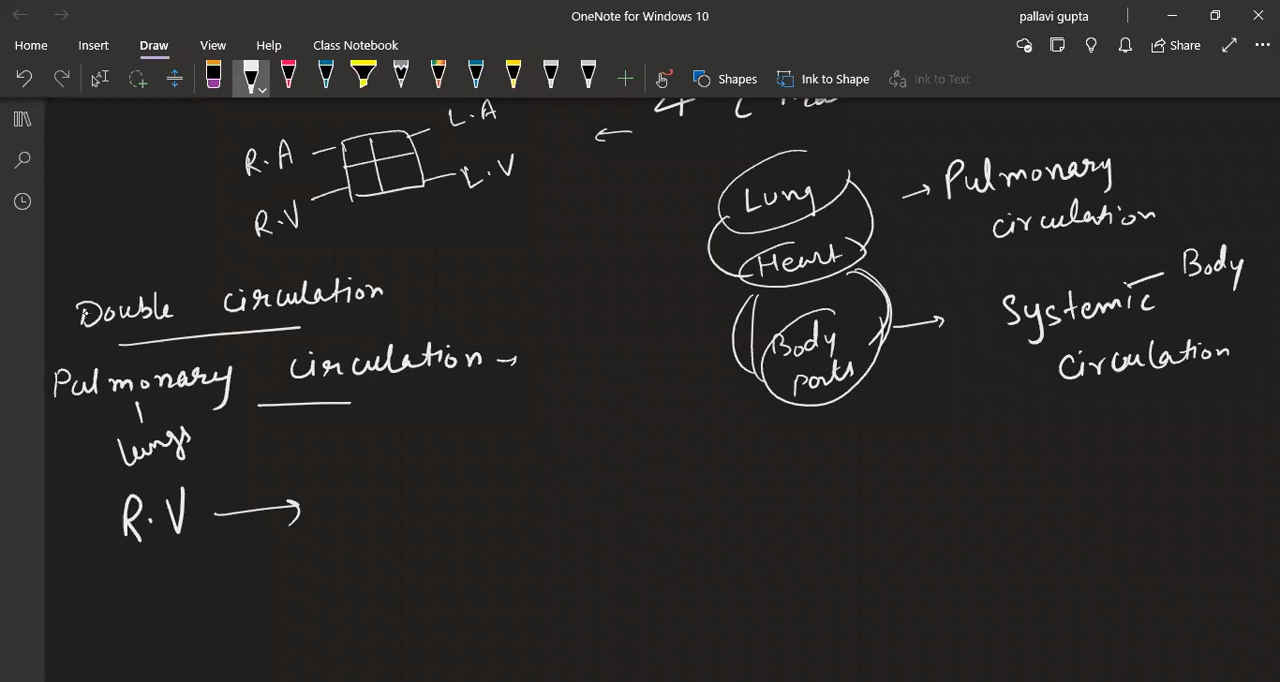 OneNote for Windows 10
pallavi gupta
Home Insert Draw View Help Class Notebook
Share
Shapes Ink to Shape Ink to Text
4
L.A
R.A
L.V
R.V
Lung
Heart
Body
parts
→ Pulmonary
circulation
Body
Systemic
circulation
Double circulation
Pulmonary circulation →
lungs
R.V →